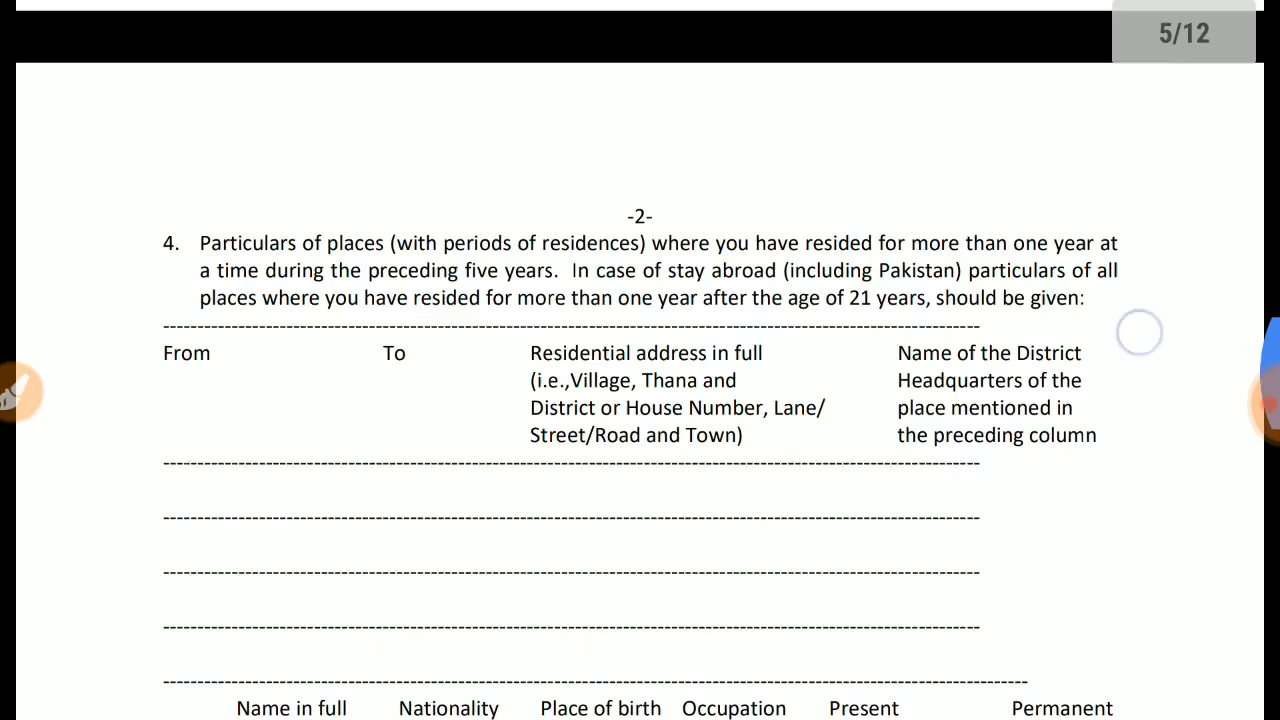 5/12
-2-
4. Particulars of places (with periods of residences) where you have resided for more than one year at
a time during the preceding five years. In case of stay abroad (including Pakistan) particulars of all
places where you have resided for more than one year after the age of 21 years, should be given:
From To Residential address in full Name of the District
(i.e.,Village, Thana and Headquarters of the
District or House Number, Lane/ place mentioned in
Street/Road and Town) the preceding column
Name in full Nationality Place of birth Occupation Present Permanent